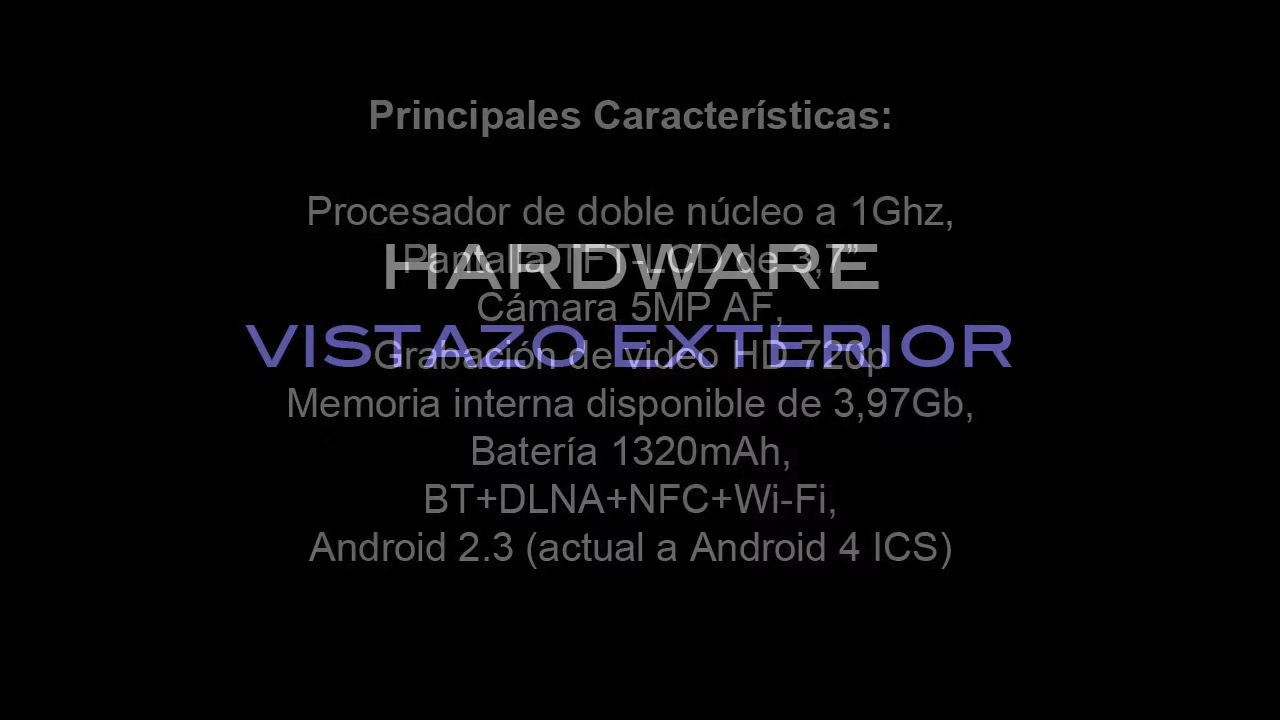 Principales Características:
Procesador de doble núcleo a 1Ghz,
Pantalla TFT-LCD de 3,7”
HARDWARE
Cámara 5MP AF,
VISTAZO EXTERIOR
Grabación de video HD 720p
Memoria interna disponible de 3,97Gb,
Batería 1320mAh,
BT+DLNA+NFC+Wi-Fi,
Android 2.3 (actual a Android 4 ICS)